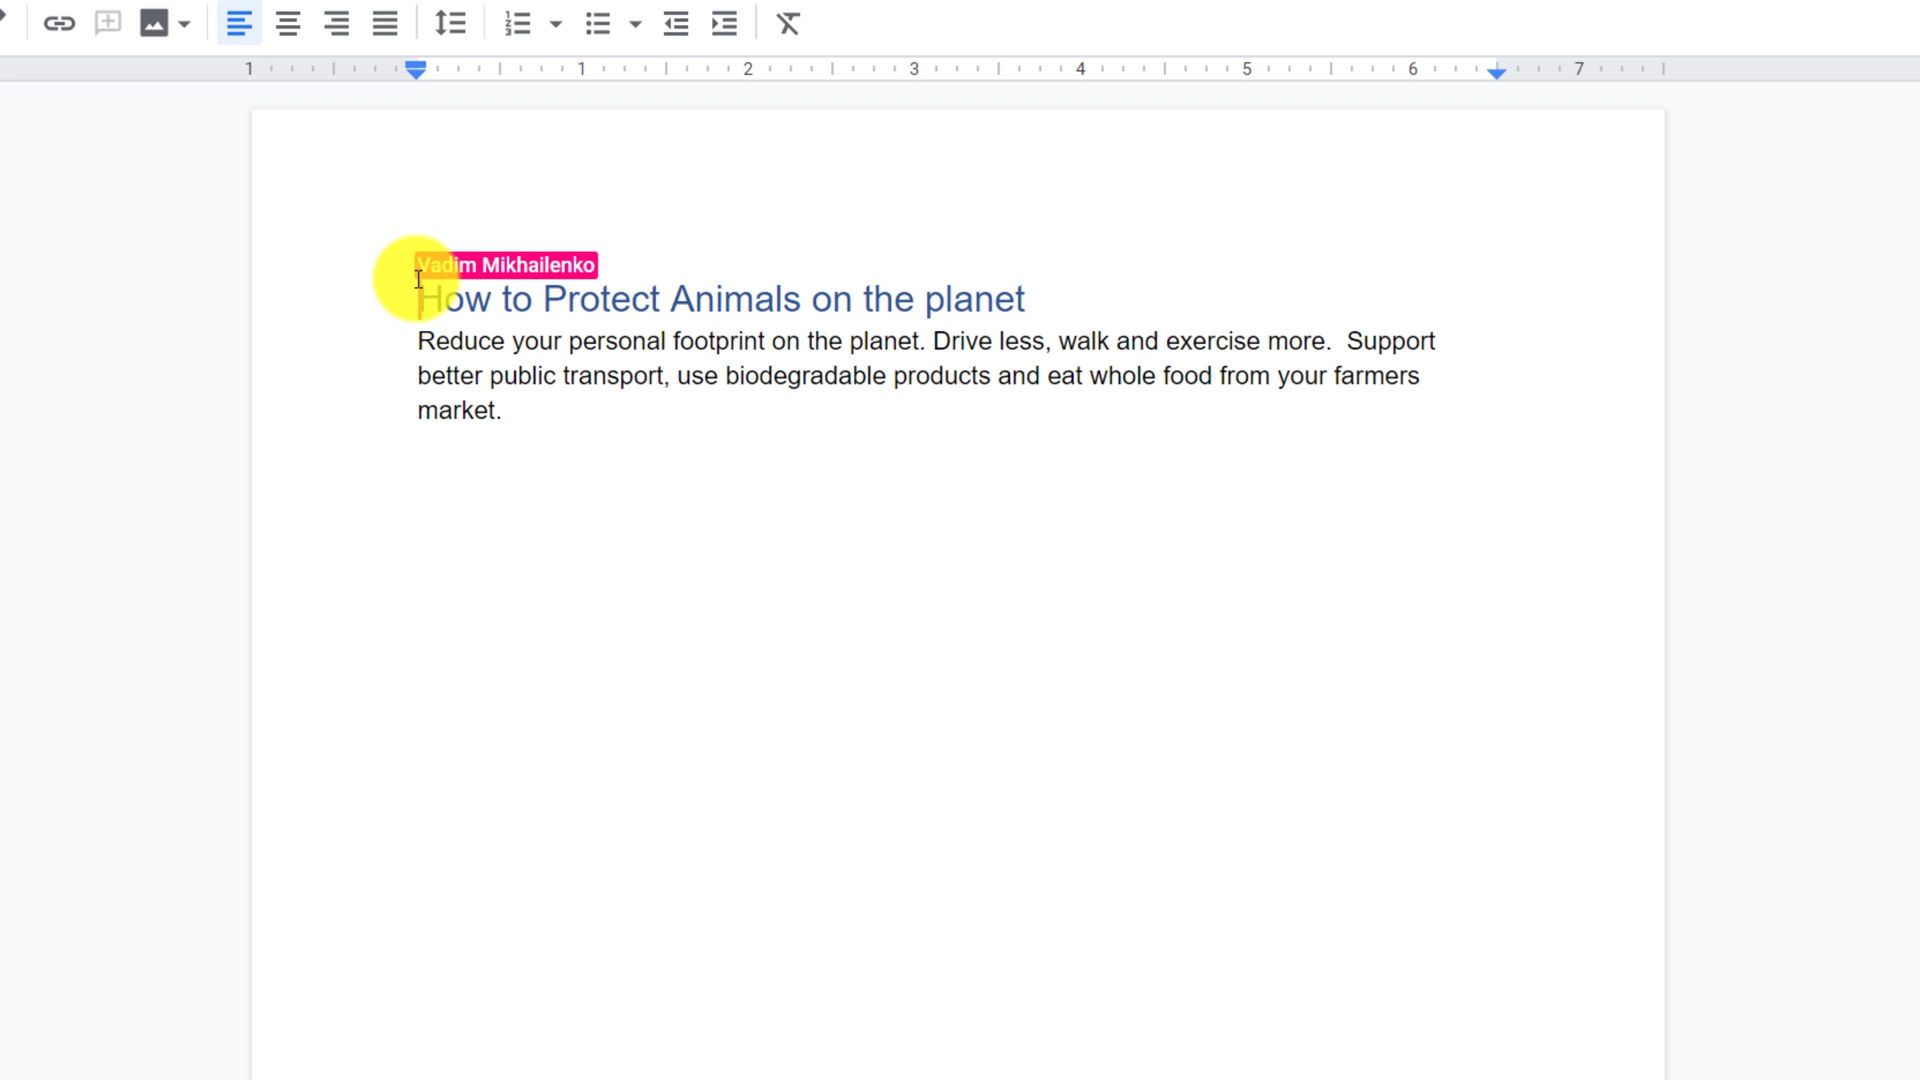 1 1 2 3 4 5 6 7
Vadim Mikhailenko
How to Protect Animals on the planet
Reduce your personal footprint on the planet. Drive less, walk and exercise more.  Support
better public transport, use biodegradable products and eat whole food from your farmers
market.